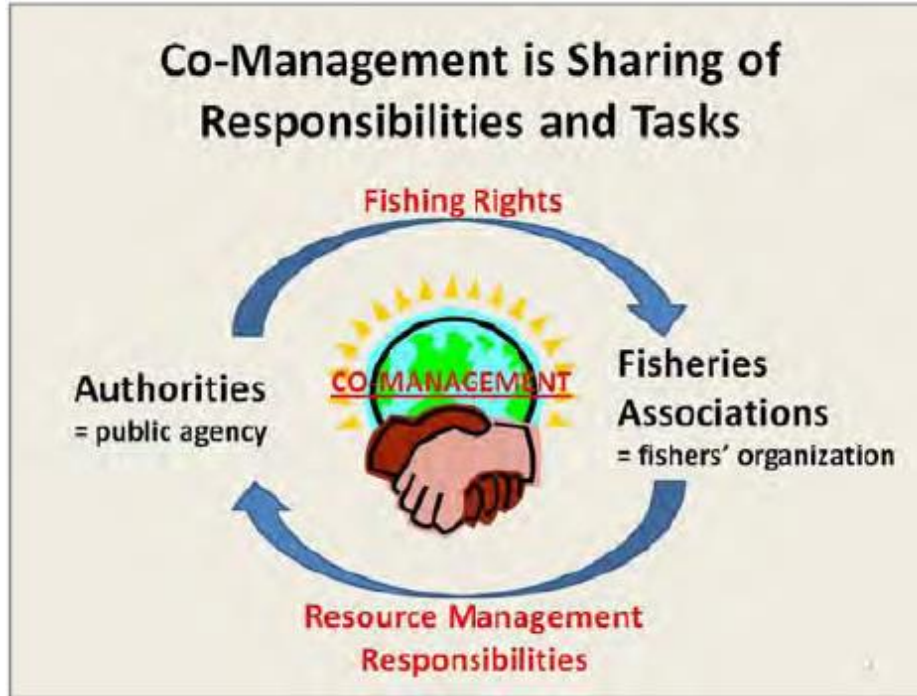 Co-Management is Sharing of
Responsibilities and Tasks
Fishing Rights
Authorities
= public agency
CO-MANAGEMENT
Fisheries
Associations
= fishers´ organization
Resource Management
Responsibilities